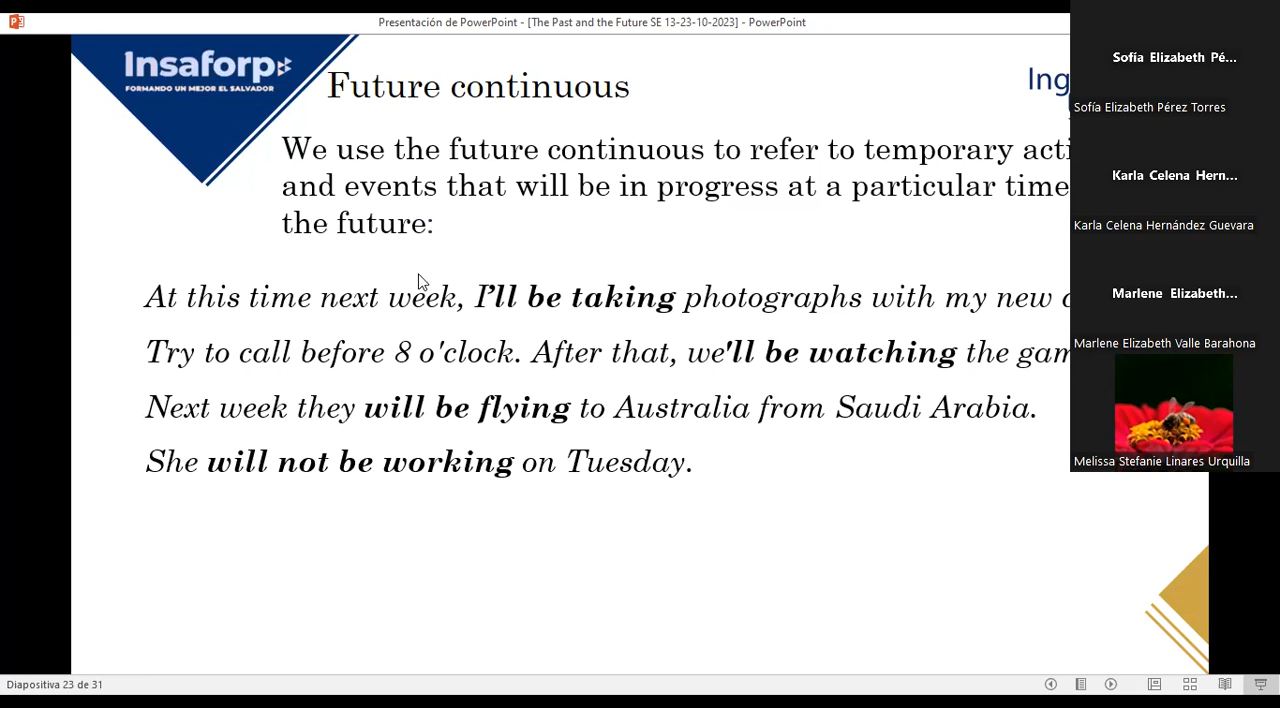 Presentación de PowerPoint - [The Past and the Future SE 13-23-10-2023] - PowerPoint
Insaforp
FORMANDO UN MEJOR EL SALVADOR
Future continuous
Ing
We use the future continuous to refer to temporary acti
and events that will be in progress at a particular time
the future:
At this time next week, I'll be taking photographs with my new c
Try to call before 8 o'clock. After that, we'll be watching the gam
Next week they will be flying to Australia from Saudi Arabia.
She will not be working on Tuesday.
Sofía Elizabeth Pé...
Sofía Elizabeth Pérez Torres
Karla Celena Hern...
Karla Celena Hernández Guevara
Marlene Elizabeth...
Marlene Elizabeth Valle Barahona
Melissa Stefanie Linares Urquilla
Diapositiva 23 de 31